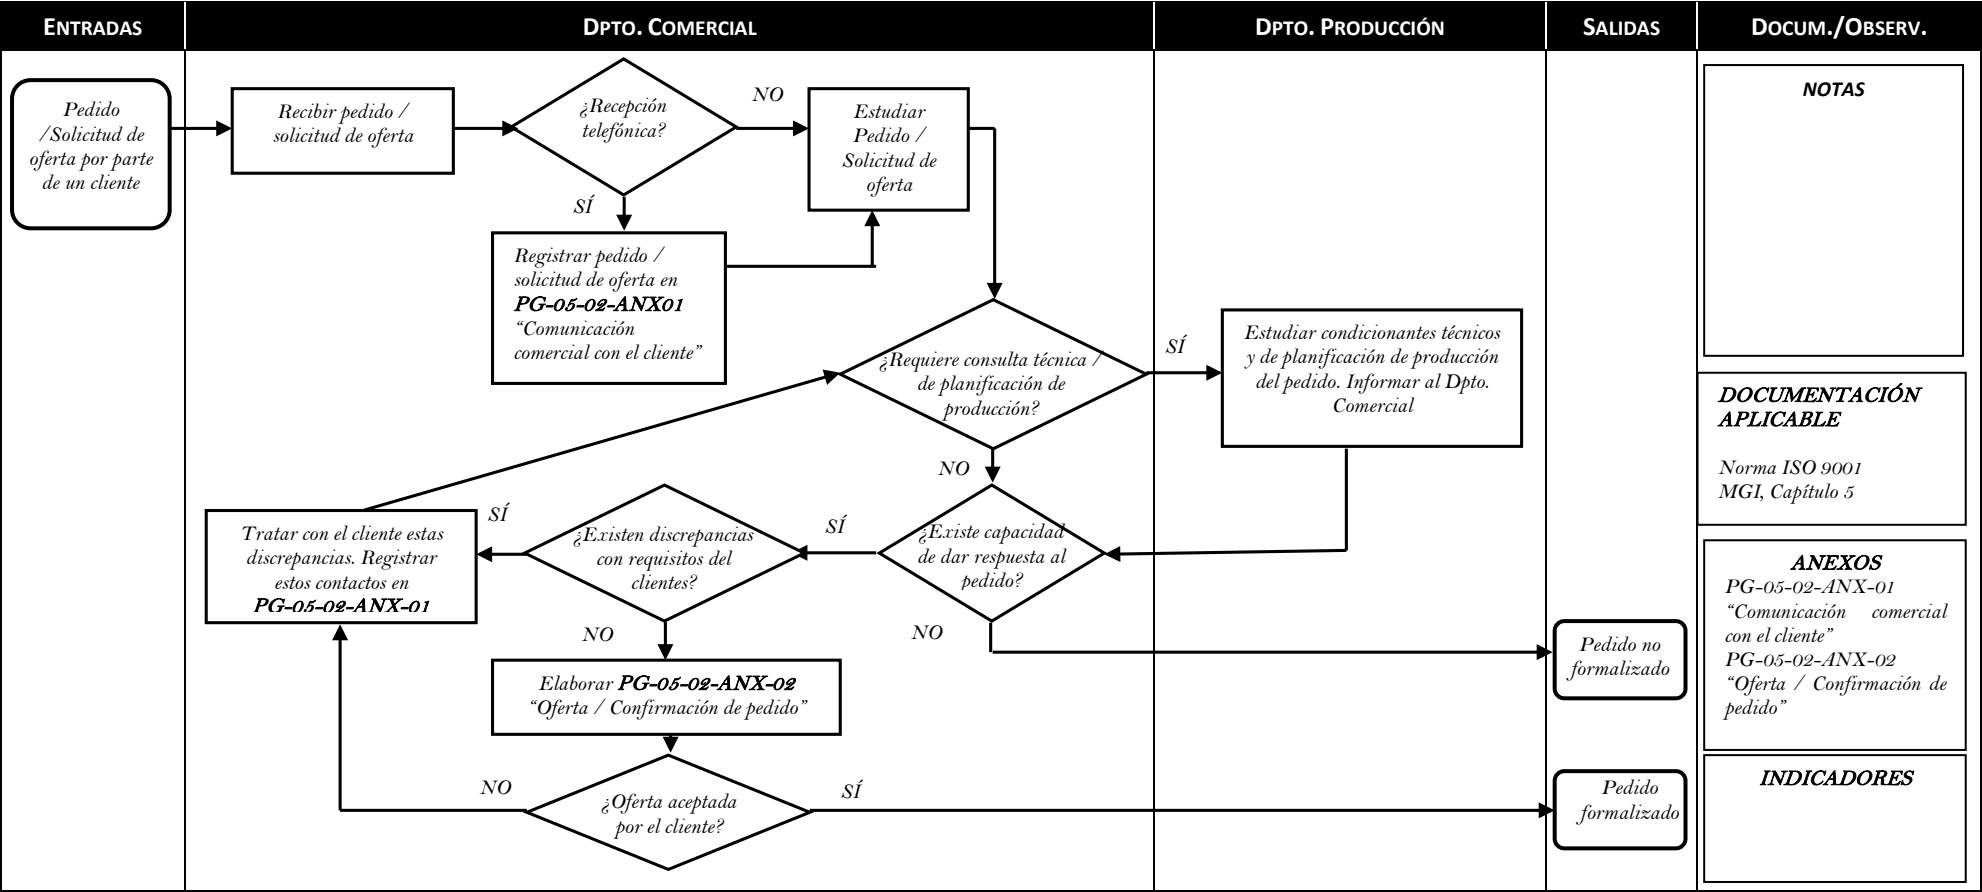 ENTRADAS
DPTO. COMERCIAL
DPTO. PRODUCCIÓN
SALIDAS
DOCUM./OBSERV.
Pedido
/Solicitud de
oferta por parte
de un cliente
Recibir pedido /
solicitud de oferta
¿Recepción
telefónica?
NO
SÍ
Estudiar
Pedido /
Solicitud de
oferta
Registrar pedido /
solicitud de oferta en
PG-05-02-ANX01
“Comunicación
comercial con el cliente”
¿Requiere consulta técnica /
de planificación de
producción?
SÍ
NO
Estudiar condicionantes técnicos
y de planificación de producción
del pedido. Informar al Dpto.
Comercial
¿Existe capacidad
de dar respuesta al
pedido?
SÍ
NO
¿Existen discrepancias
con requisitos del
clientes?
SÍ
NO
Tratar con el cliente estas
discrepancias. Registrar
estos contactos en
PG-05-02-ANX-01
Elaborar PG-05-02-ANX-02
“Oferta / Confirmación de pedido”
¿Oferta aceptada
por el cliente?
NO
SÍ
Pedido no
formalizado
Pedido
formalizado
NOTAS
DOCUMENTACIÓN
APLICABLE
Norma ISO 9001
MGI, Capítulo 5
ANEXOS
PG-05-02-ANX-01
“Comunicación comercial
con el cliente”
PG-05-02-ANX-02
“Oferta / Confirmación de
pedido”
INDICADORES